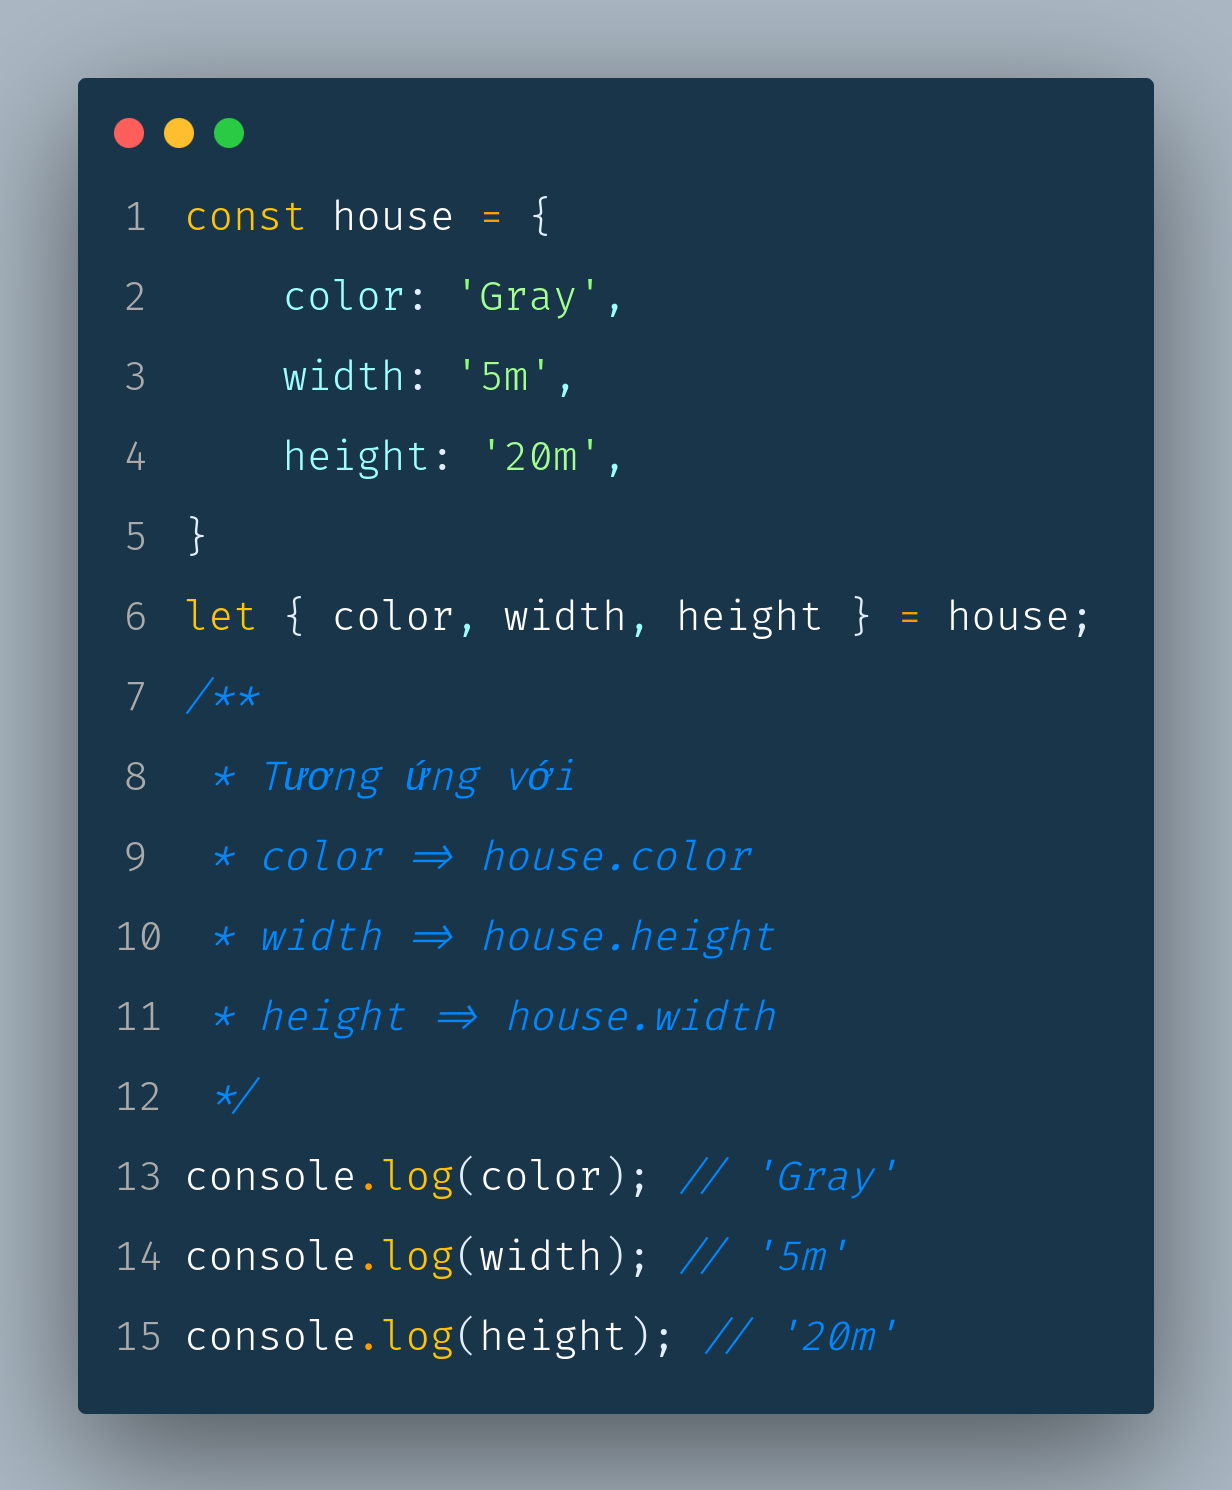 1 const house = {
2     color: 'Gray',
3     width: '5m',
4     height: '20m',
5 }
6 let { color, width, height } = house;
7 /**
8  * Tương ứng với
9  * color => house.color
10  * width => house.height
11  * height => house.width
12  */
13 console.log(color); // 'Gray'
14 console.log(width); // '5m'
15 console.log(height); // '20m'